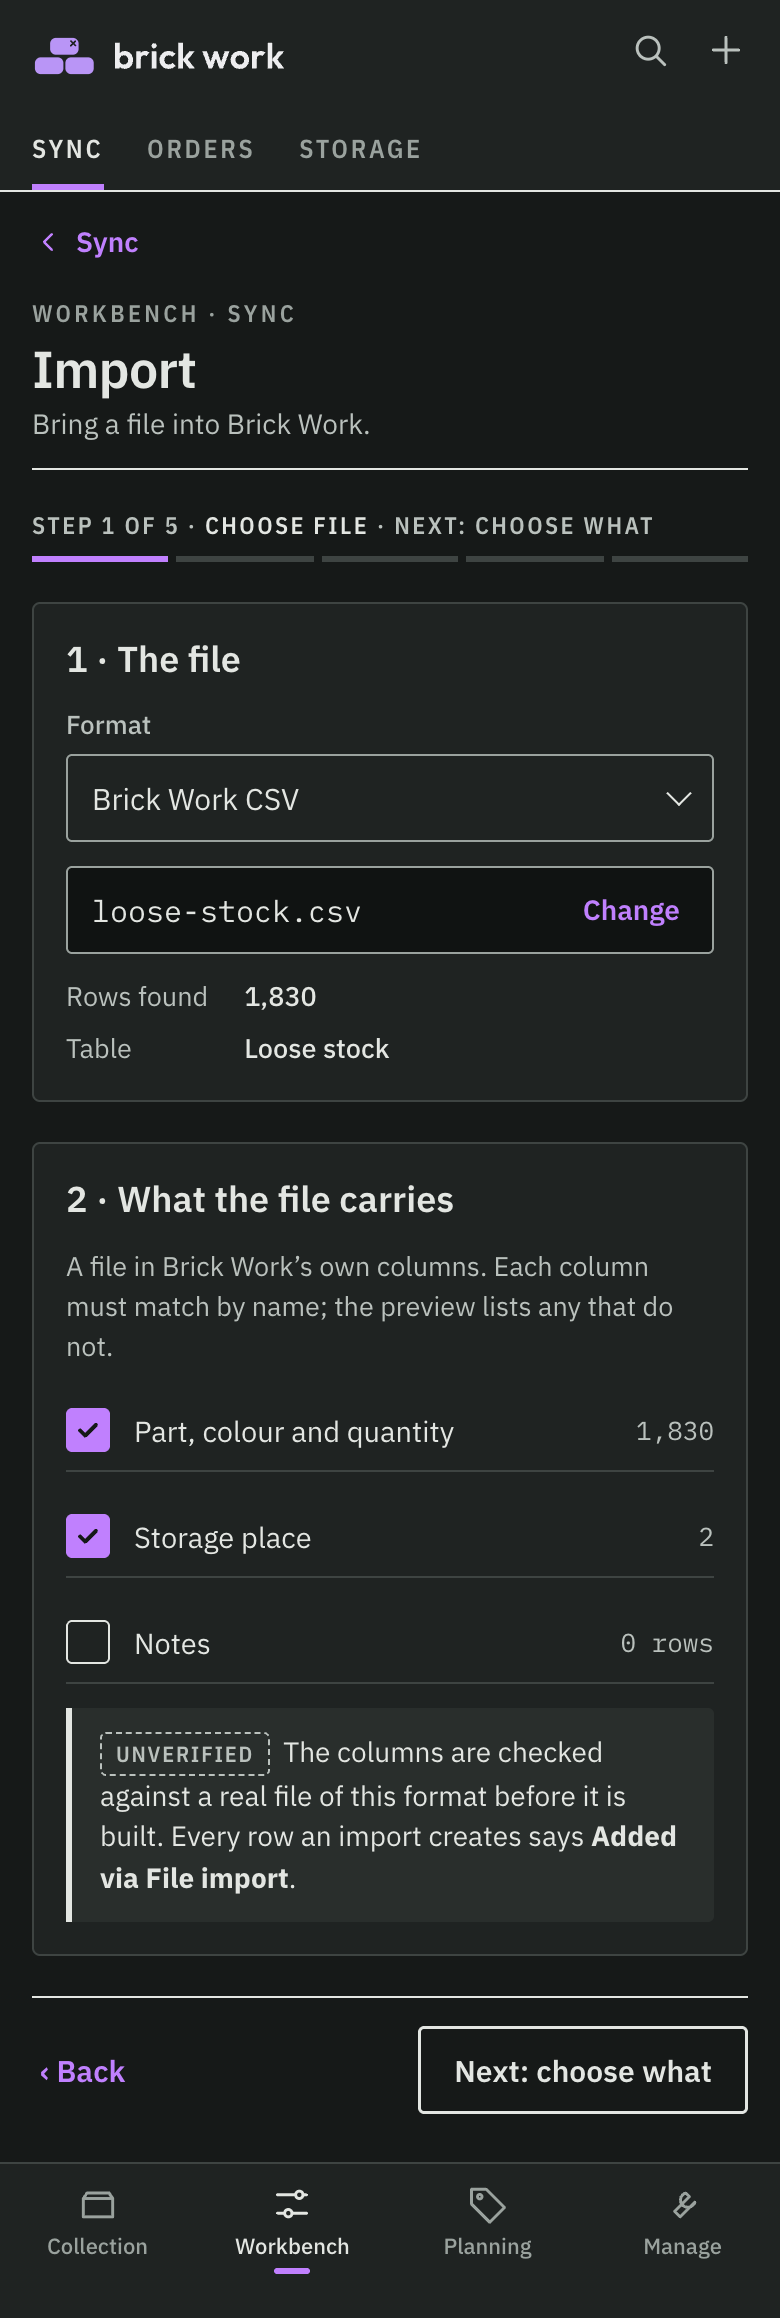 brick work
SYNC ORDERS STORAGE
Sync
WORKBENCH · SYNC
Import
Bring a file into Brick Work.
STEP 1 OF 5 · CHOOSE FILE · NEXT: CHOOSE WHAT
1 · The file
Format
Brick Work CSV
loose-stock.csv Change
Rows found 1,830
Table Loose stock
2 · What the file carries
A file in Brick Work’s own columns. Each column
must match by name; the preview lists any that do
not.
Part, colour and quantity 1,830
Storage place 2
Notes 0 rows
UNVERIFIED The columns are checked
against a real file of this format before it is
built. Every row an import creates says Added
via File import.
‹ Back Next: choose what
Collection Workbench Planning Manage